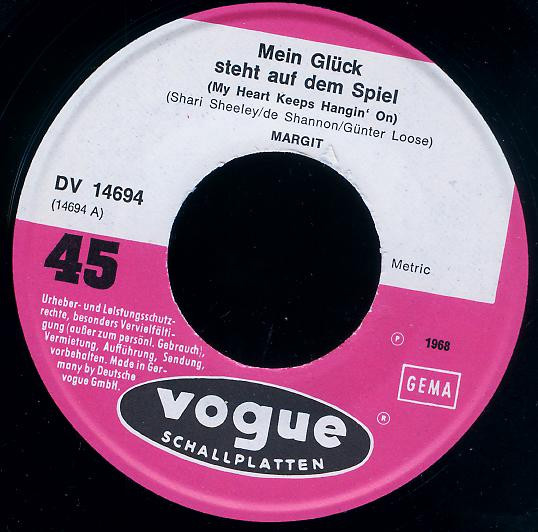 Mein Glück
steht auf dem Spiel
(My Heart Keeps Hangin' On)
(Shari Sheeley/de Shannon/Günter Loose)
MARGIT
DV 14694
(14694 A)
45
Metric
Urheber- und Leistungsschutz-
rechte, besonders Vervielfälti-
gung (außer zum persönl. Gebrauch),
Vermietung, Aufführung, Sendung,
vorbehalten. Made in Ger-
many by Deutsche
vogue GmbH.
℗ 1968
GEMA
®
vogue
SCHALLPLATTEN